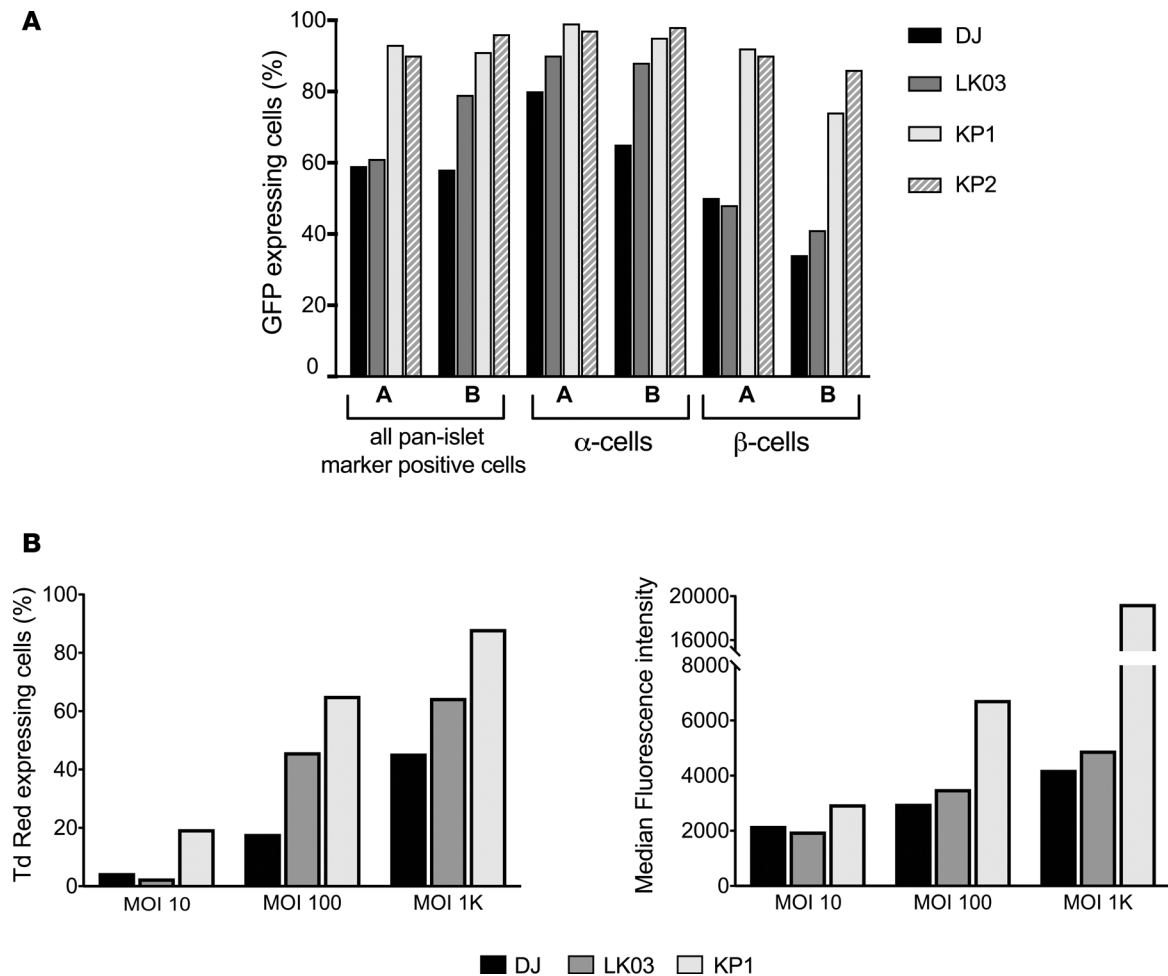 A
GFP expressing cells (%)
100
80
60
40
20
0
A B A B A B
all pan-islet
marker positive cells
α-cells
β-cells
DJ
LK03
KP1
KP2
B
Td Red expressing cells (%)
100
80
60
40
20
0
MOI 10 MOI 100 MOI 1K
Median Fluorescence intensity
20000
16000
8000
6000
4000
2000
0
MOI 10 MOI 100 MOI 1K
DJ LK03 KP1